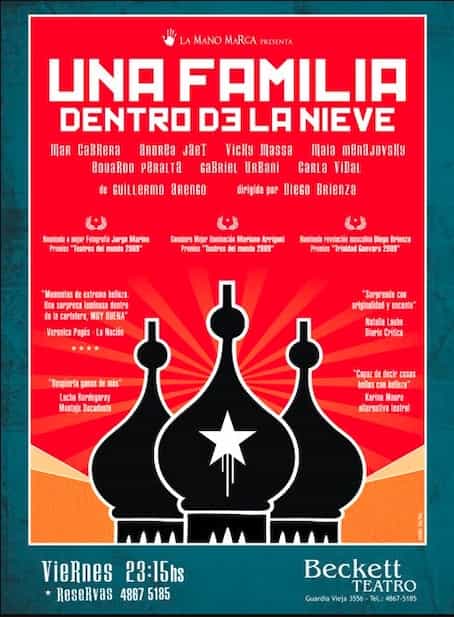 LA MANO MARCA PRESENTA
UNA FAMILIA
DENTRO DE LA NIEVE
MAR CABRERA ANDREA JAET VICKY MASSA MAIA MENAJOVSKY
EDUARDO PERALTA GABRIEL URBANI CARLA VIDAL
de GUILLERMO ARENGO dirigida por DIEGO BRIENZA
Nominado a mejor Fotografía Jorge Marino
Premios "Teatros del mundo 2009"
Ganadora Mejor Iluminación Mariano Arrigoni
Premios "Teatros del mundo 2009"
Nominado revelación masculina Diego Brienza
Premios "Trinidad Guevara 2009"
"Momentos de extrema belleza.
Una sorpresa luminosa dentro
de la cartelera. MUY BUENA"
Veronica Pagés - La Nación
"Sorprende con
originalidad y encanto"
Natalia Laube
Diario Crítica
"Despierta ganas de más"
Lucho Bordegaray
Montaje Decadente
"Capaz de decir cosas
bellas con belleza"
Karina Mauro
alternativa teatral
VIERNES 23:15hs
* Reservas 4867 5185
Beckett
TEATRO
Guardia Vieja 3556 - Tel.: 4867-5185